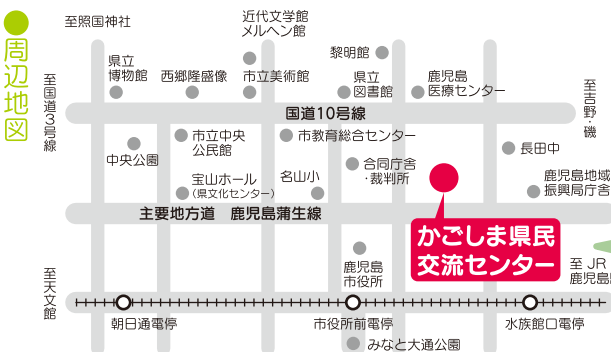 周辺地図
至照国神社
近代文学館
メルヘン館
黎明館
県立
博物館
西郷隆盛像
市立美術館
県立
図書館
鹿児島
医療センター
至国道3号線
国道10号線
至吉野・磯
中央公園
市立中央
公民館
市教育総合センター
合同庁舎
・裁判所
長田中
宝山ホール
（県文化センター）
名山小
鹿児島地域
振興局庁舎
主要地方道 鹿児島蒲生線
かごしま県民
交流センター
至天文館
鹿児島
市役所
至 JR
鹿児島
朝日通電停
市役所前電停
水族館口電停
みなと大通公園